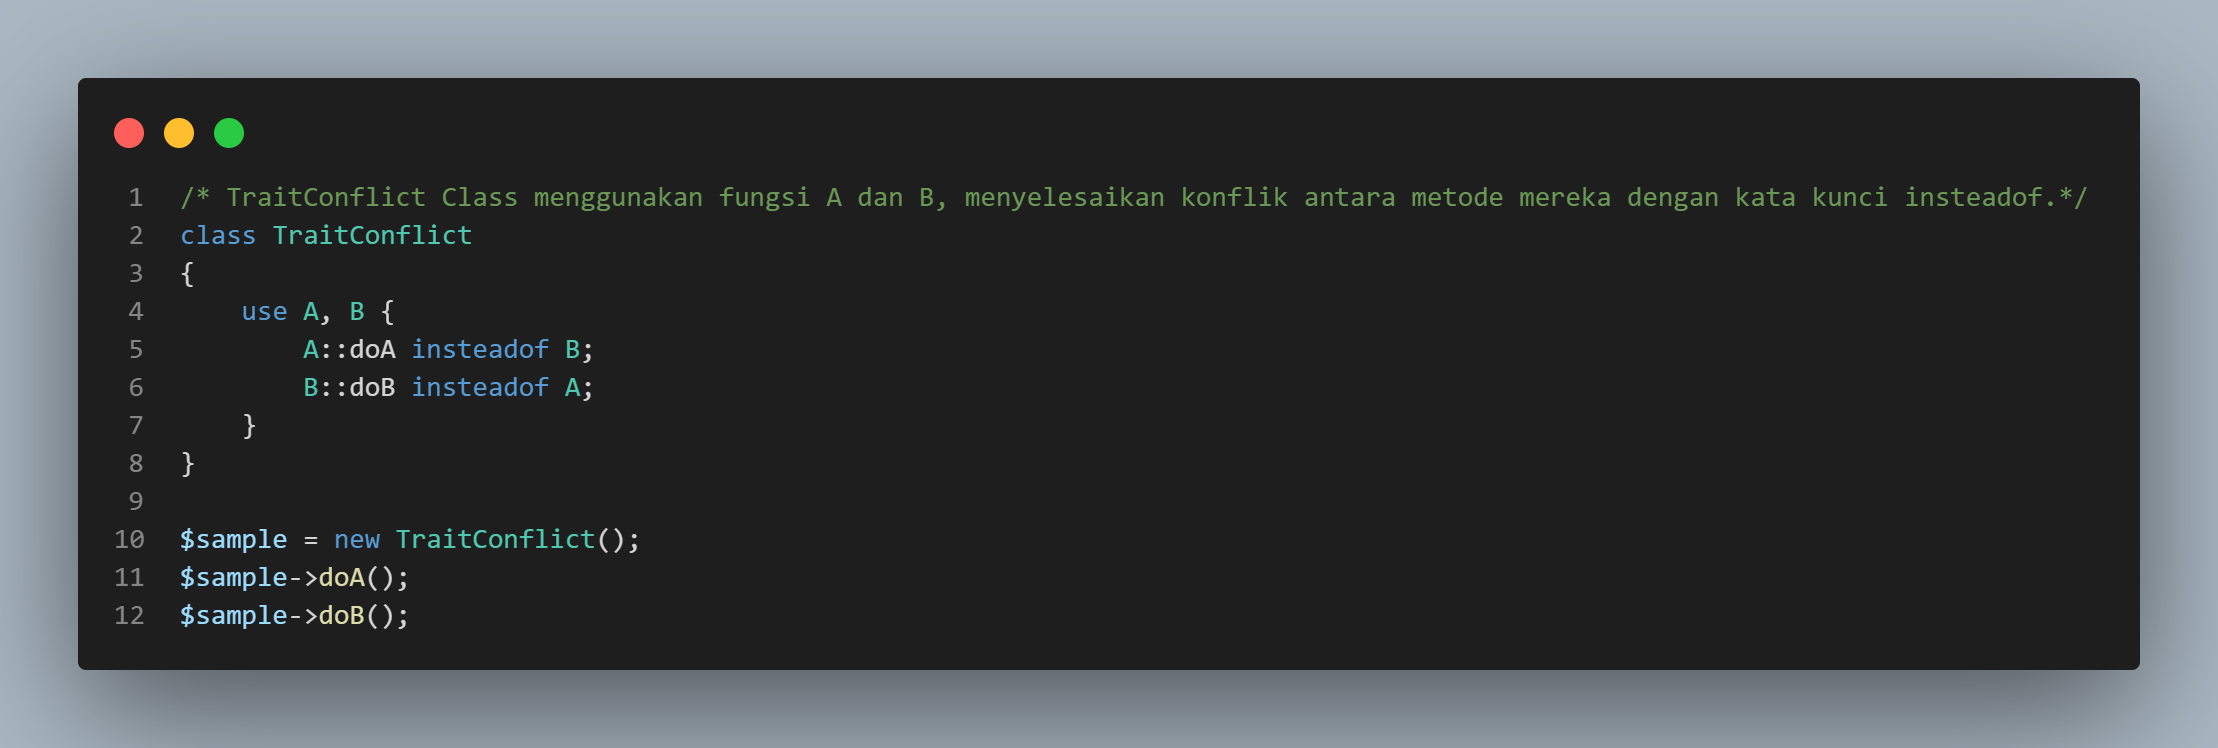 1 /* TraitConflict Class menggunakan fungsi A dan B, menyelesaikan konflik antara metode mereka dengan kata kunci insteadof.*/
2 class TraitConflict
3 {
4     use A, B {
5         A::doA insteadof B;
6         B::doB insteadof A;
7     }
8 }
9
10 $sample = new TraitConflict();
11 $sample->doA();
12 $sample->doB();